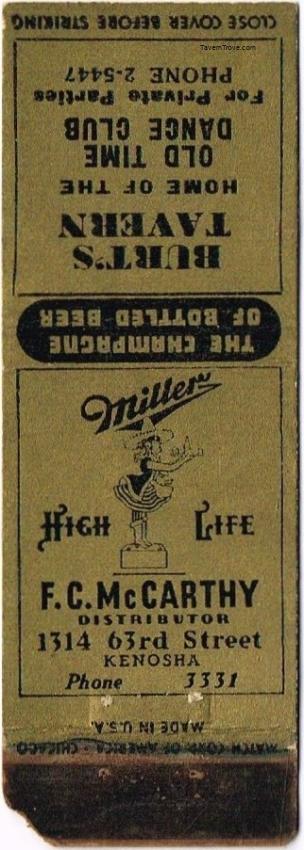 CLOSE COVER BEFORE STRIKING
TavernTrove.com
BURT'S
TAVERN
HOME OF THE
OLD TIME
DANCE CLUB
For Private Parties
PHONE 2-5447
THE CHAMPAGNE
OF BOTTLED BEER
Miller
HIGH LIFE
F.C. McCARTHY
DISTRIBUTOR
1314 63rd Street
KENOSHA
Phone 3331
MADE IN U.S.A.
MATCH CORP. OF AMERICA - CHICAGO